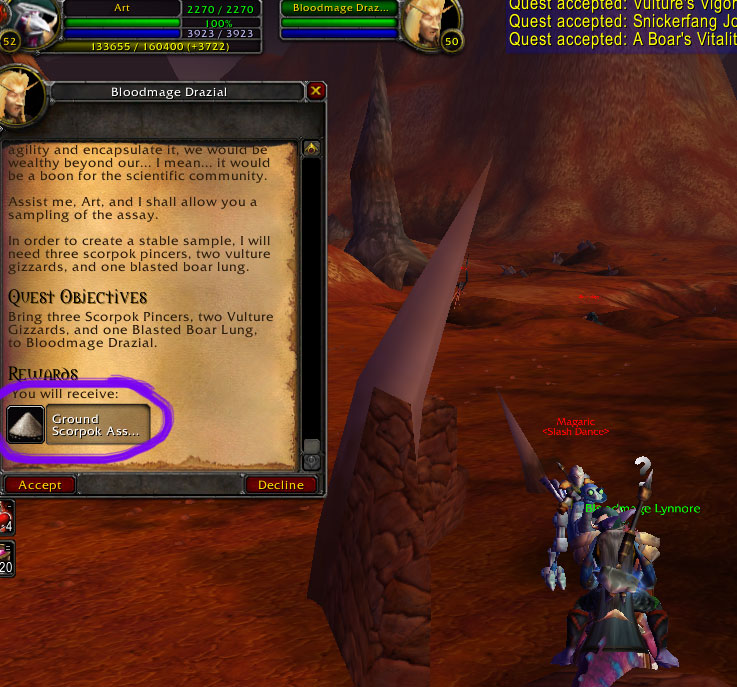 Art
2270 / 2270
100%
3923 / 3923
52
133655 / 160400 (+3722)
Bloodmage Draz...
50
Quest accepted: Vulture's Vigor
Quest accepted: Snickerfang Jo
Quest accepted: A Boar's Vitalit
Bloodmage Drazial
agility and encapsulate it, we would be
wealthy beyond our... I mean... it would
be a boon for the scientific community.
Assist me, Art, and I shall allow you a
sampling of the assay.
In order to create a stable sample, I will
need three scorpok pincers, two vulture
gizzards, and one blasted boar lung.
Quest Objectives
Bring three Scorpok Pincers, two Vulture
Gizzards, and one Blasted Boar Lung,
to Bloodmage Drazial.
Rewards
You will receive:
Ground
Scorpok Ass...
Accept
Decline
4
20
Magaric
<Slash Dance>
?
Bloodmage Lynnore